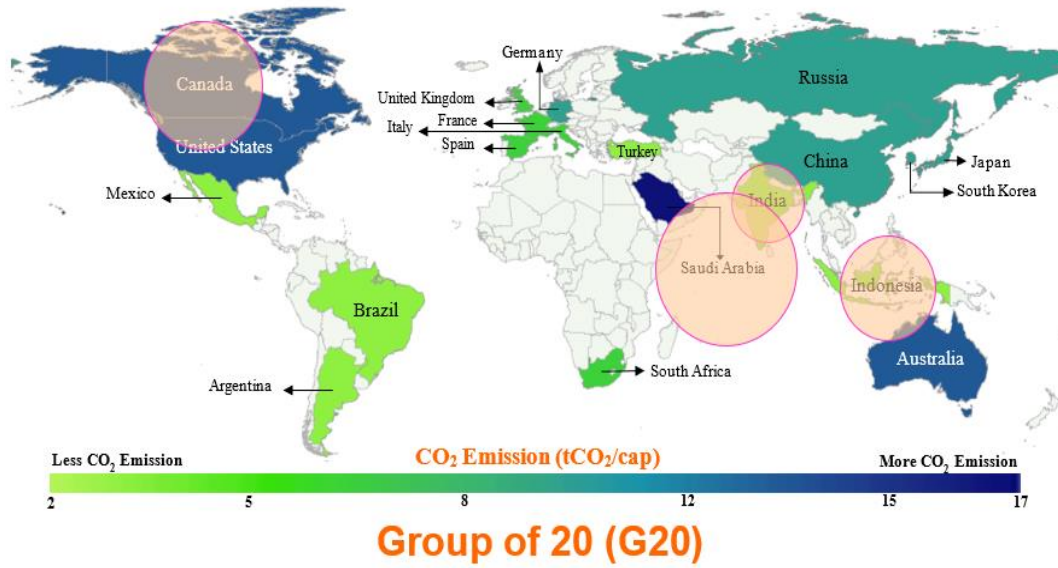 Germany
Canada
Russia
United Kingdom
France
Italy
Spain
United States
Turkey
China
Japan
South Korea
Mexico
India
Saudi Arabia
Indonesia
Brazil
Australia
Argentina
South Africa
Less CO₂ Emission
CO₂ Emission (tCO₂/cap)
More CO₂ Emission
2 5 8 12 15 17
Group of 20 (G20)